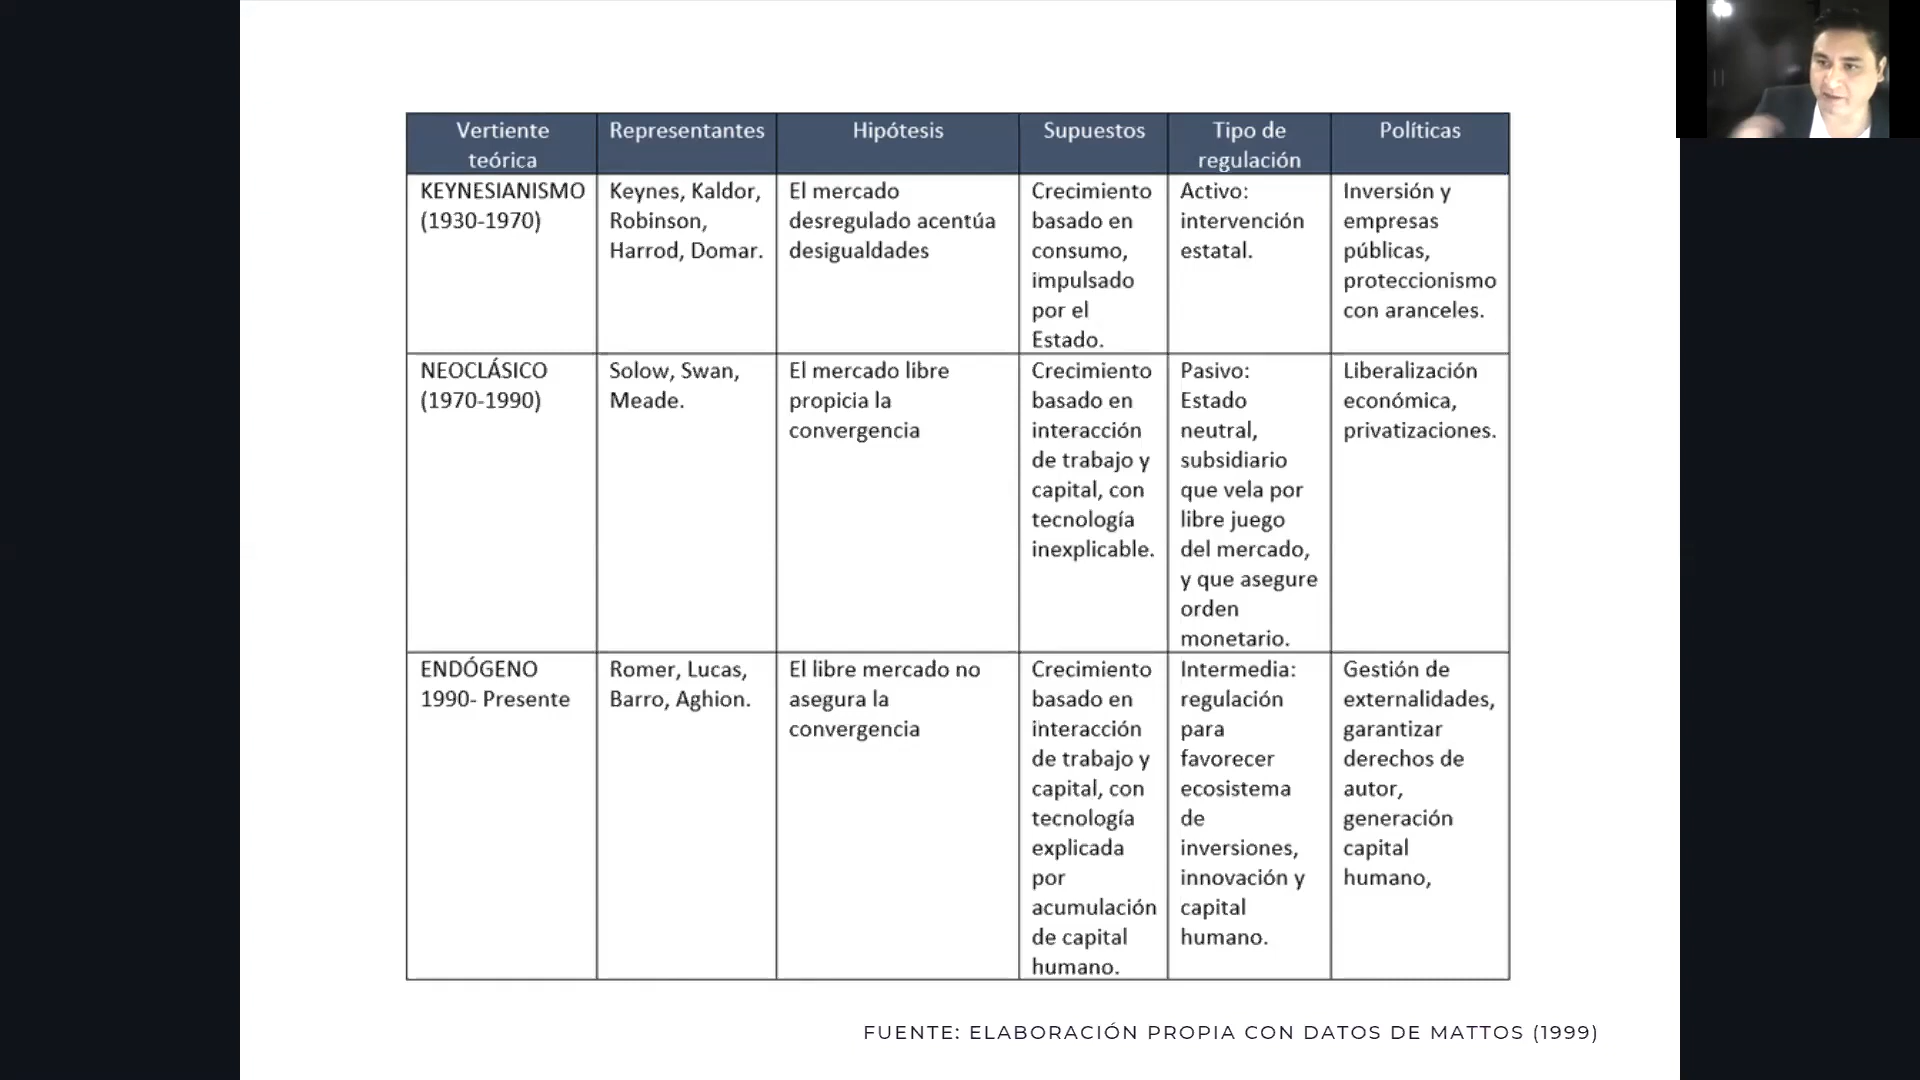 Vertiente
teórica
Representantes
Hipótesis
Supuestos
Tipo de
regulación
Políticas
KEYNESIANISMO
(1930-1970)
Keynes, Kaldor,
Robinson,
Harrod, Domar.
El mercado
desregulado acentúa
desigualdades
Crecimiento
basado en
consumo,
impulsado
por el
Estado.
Activo:
intervención
estatal.
Inversión y
empresas
públicas,
proteccionismo
con aranceles.
NEOCLÁSICO
(1970-1990)
Solow, Swan,
Meade.
El mercado libre
propicia la
convergencia
Crecimiento
basado en
interacción
de trabajo y
capital, con
tecnología
inexplicable.
Pasivo:
Estado
neutral,
subsidiario
que vela por
libre juego
del mercado,
y que asegure
orden
monetario.
Liberalización
económica,
privatizaciones.
ENDÓGENO
1990- Presente
Romer, Lucas,
Barro, Aghion.
El libre mercado no
asegura la
convergencia
Crecimiento
basado en
interacción
de trabajo y
capital, con
tecnología
explicada
por
acumulación
de capital
humano.
Intermedia:
regulación
para
favorecer
ecosistema
de
inversiones,
innovación y
capital
humano.
Gestión de
externalidades,
garantizar
derechos de
autor,
generación
capital
humano,
FUENTE: ELABORACIÓN PROPIA CON DATOS DE MATTOS (1999)